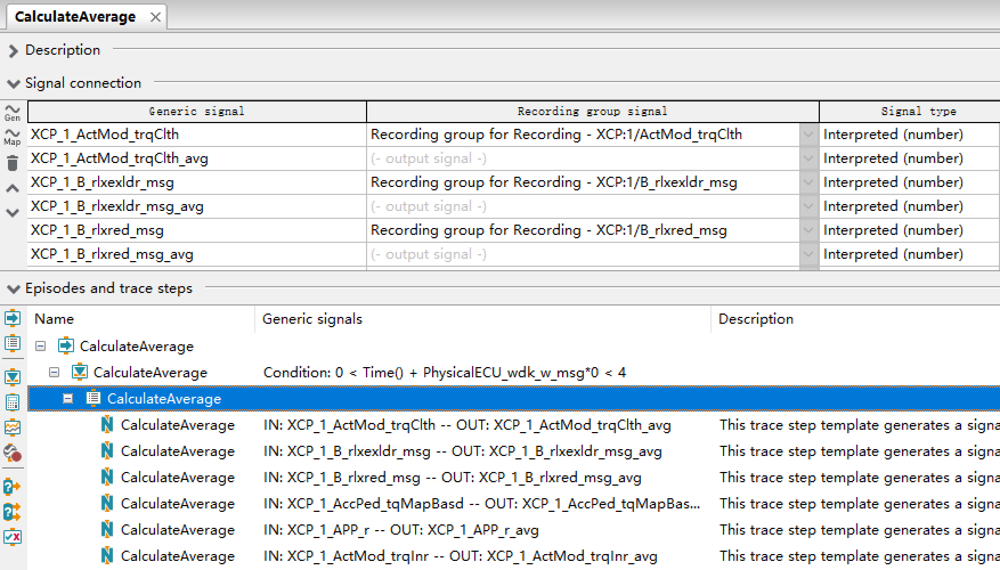 CalculateAverage
Description
Signal connection
Gen
Map
Generic signal Recording group signal Signal type
XCP_1_ActMod_trqClth Recording group for Recording - XCP:1/ActMod_trqClth Interpreted (number)
XCP_1_ActMod_trqClth_avg (- output signal -) Interpreted (number)
XCP_1_B_rlxexldr_msg Recording group for Recording - XCP:1/B_rlxexldr_msg Interpreted (number)
XCP_1_B_rlxexldr_msg_avg (- output signal -) Interpreted (number)
XCP_1_B_rlxred_msg Recording group for Recording - XCP:1/B_rlxred_msg Interpreted (number)
XCP_1_B_rlxred_msg_avg (- output signal -) Interpreted (number)
Episodes and trace steps
Name Generic signals Description
CalculateAverage
CalculateAverage Condition: 0 < Time() + PhysicalECU_wdk_w_msg*0 < 4
CalculateAverage
CalculateAverage IN: XCP_1_ActMod_trqClth -- OUT: XCP_1_ActMod_trqClth_avg This trace step template generates a signa
CalculateAverage IN: XCP_1_B_rlxexldr_msg -- OUT: XCP_1_B_rlxexldr_msg_avg This trace step template generates a signa
CalculateAverage IN: XCP_1_B_rlxred_msg -- OUT: XCP_1_B_rlxred_msg_avg This trace step template generates a signa
CalculateAverage IN: XCP_1_AccPed_tqMapBasd -- OUT: XCP_1_AccPed_tqMapBas... This trace step template generates a signa
CalculateAverage IN: XCP_1_APP_r -- OUT: XCP_1_APP_r_avg This trace step template generates a signa
CalculateAverage IN: XCP_1_ActMod_trqInr -- OUT: XCP_1_ActMod_trqInr_avg This trace step template generates a signa